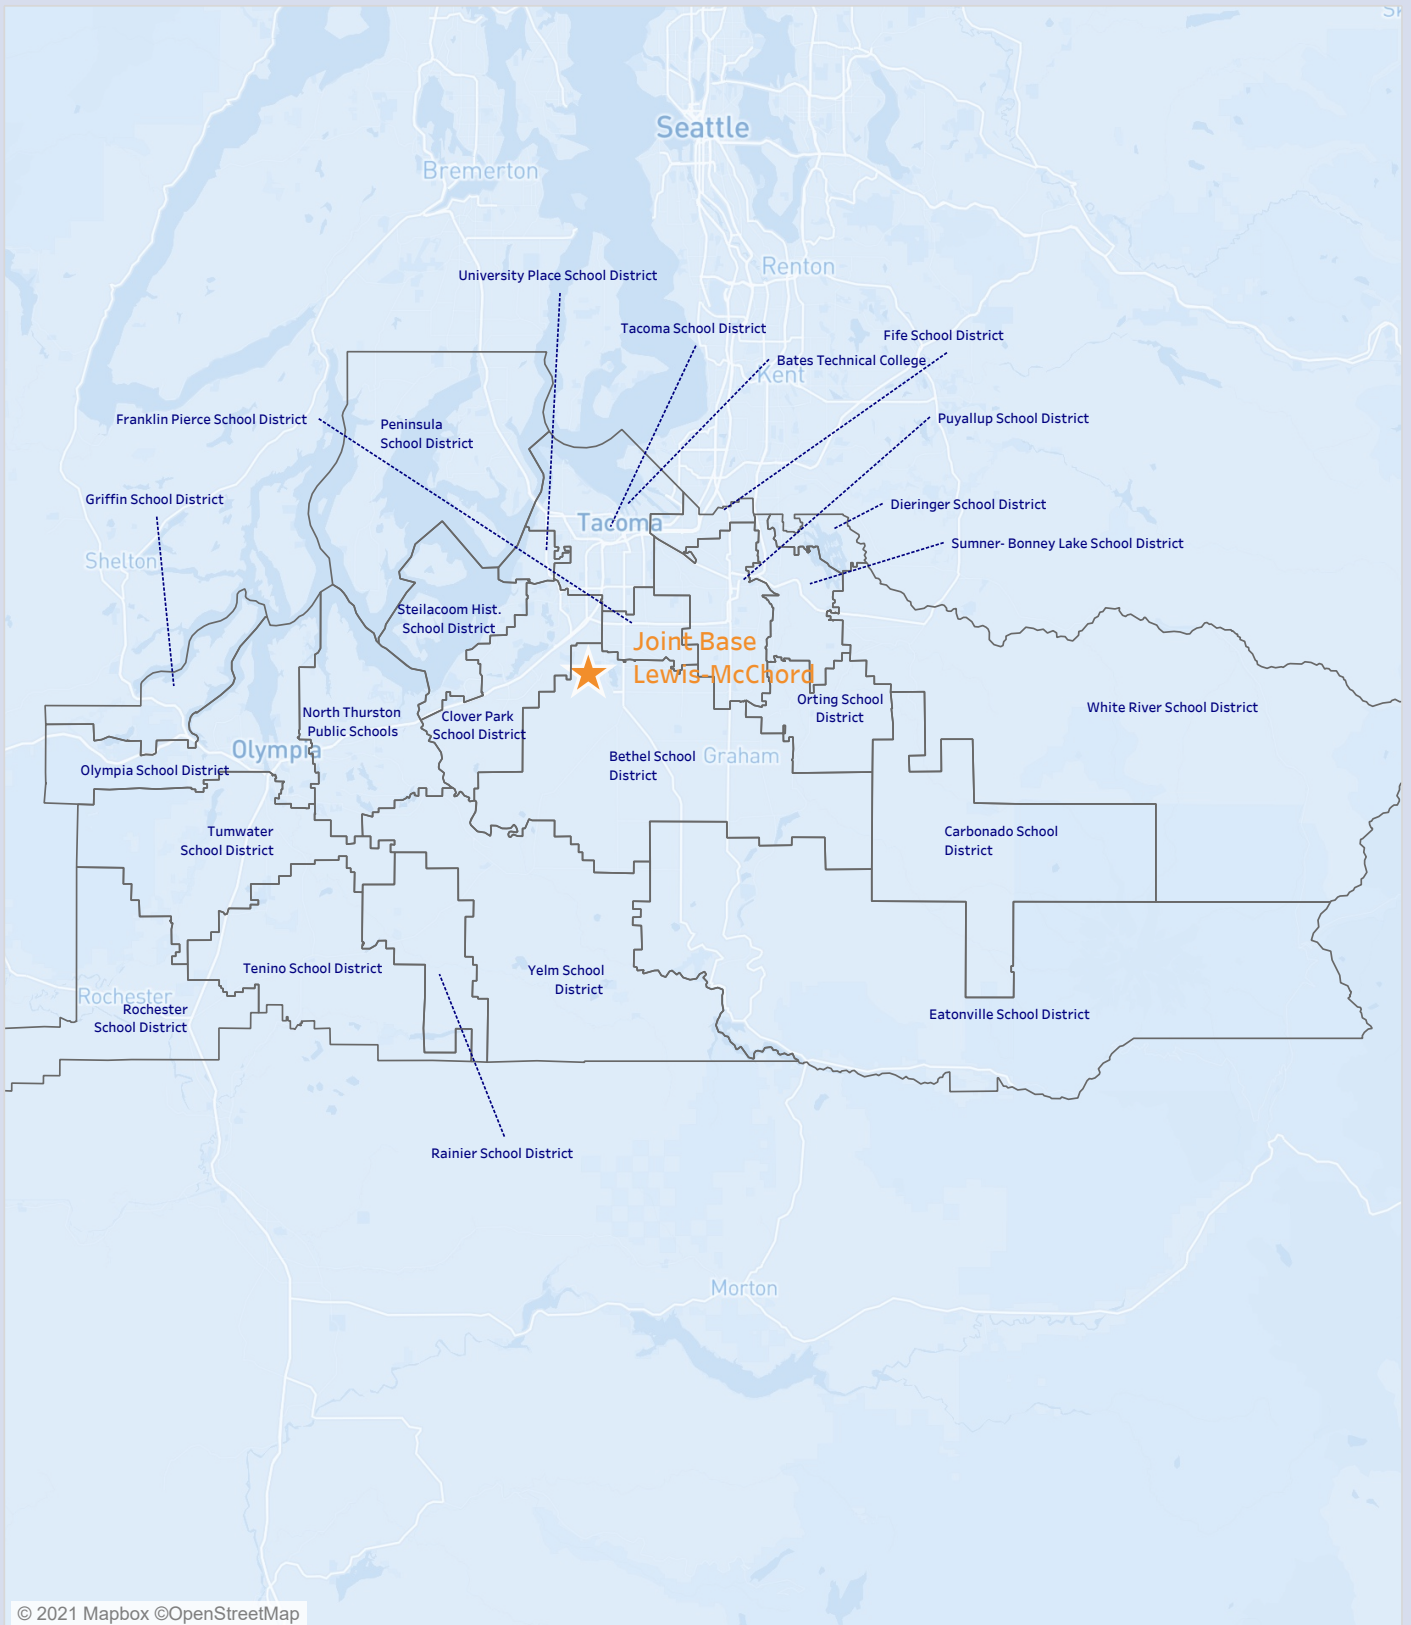 Sk
Seattle
Bremerton
Renton
University Place School District
Tacoma School District
Fife School District
Bates Technical College
Kent
Franklin Pierce School District
Peninsula
School District
Puyallup School District
Griffin School District
Dieringer School District
Tacoma
Sumner- Bonney Lake School District
Shelton
Steilacoom Hist.
School District
Joint Base
Lewis-McChord
Orting School
District
White River School District
North Thurston
Public Schools
Clover Park
School District
Olympia
Bethel School
District
Graham
Olympia School District
Tumwater
School District
Carbonado School
District
Tenino School District
Yelm School
District
Rochester
Rochester
School District
Eatonville School District
Rainier School District
Morton
© 2021 Mapbox ©OpenStreetMap